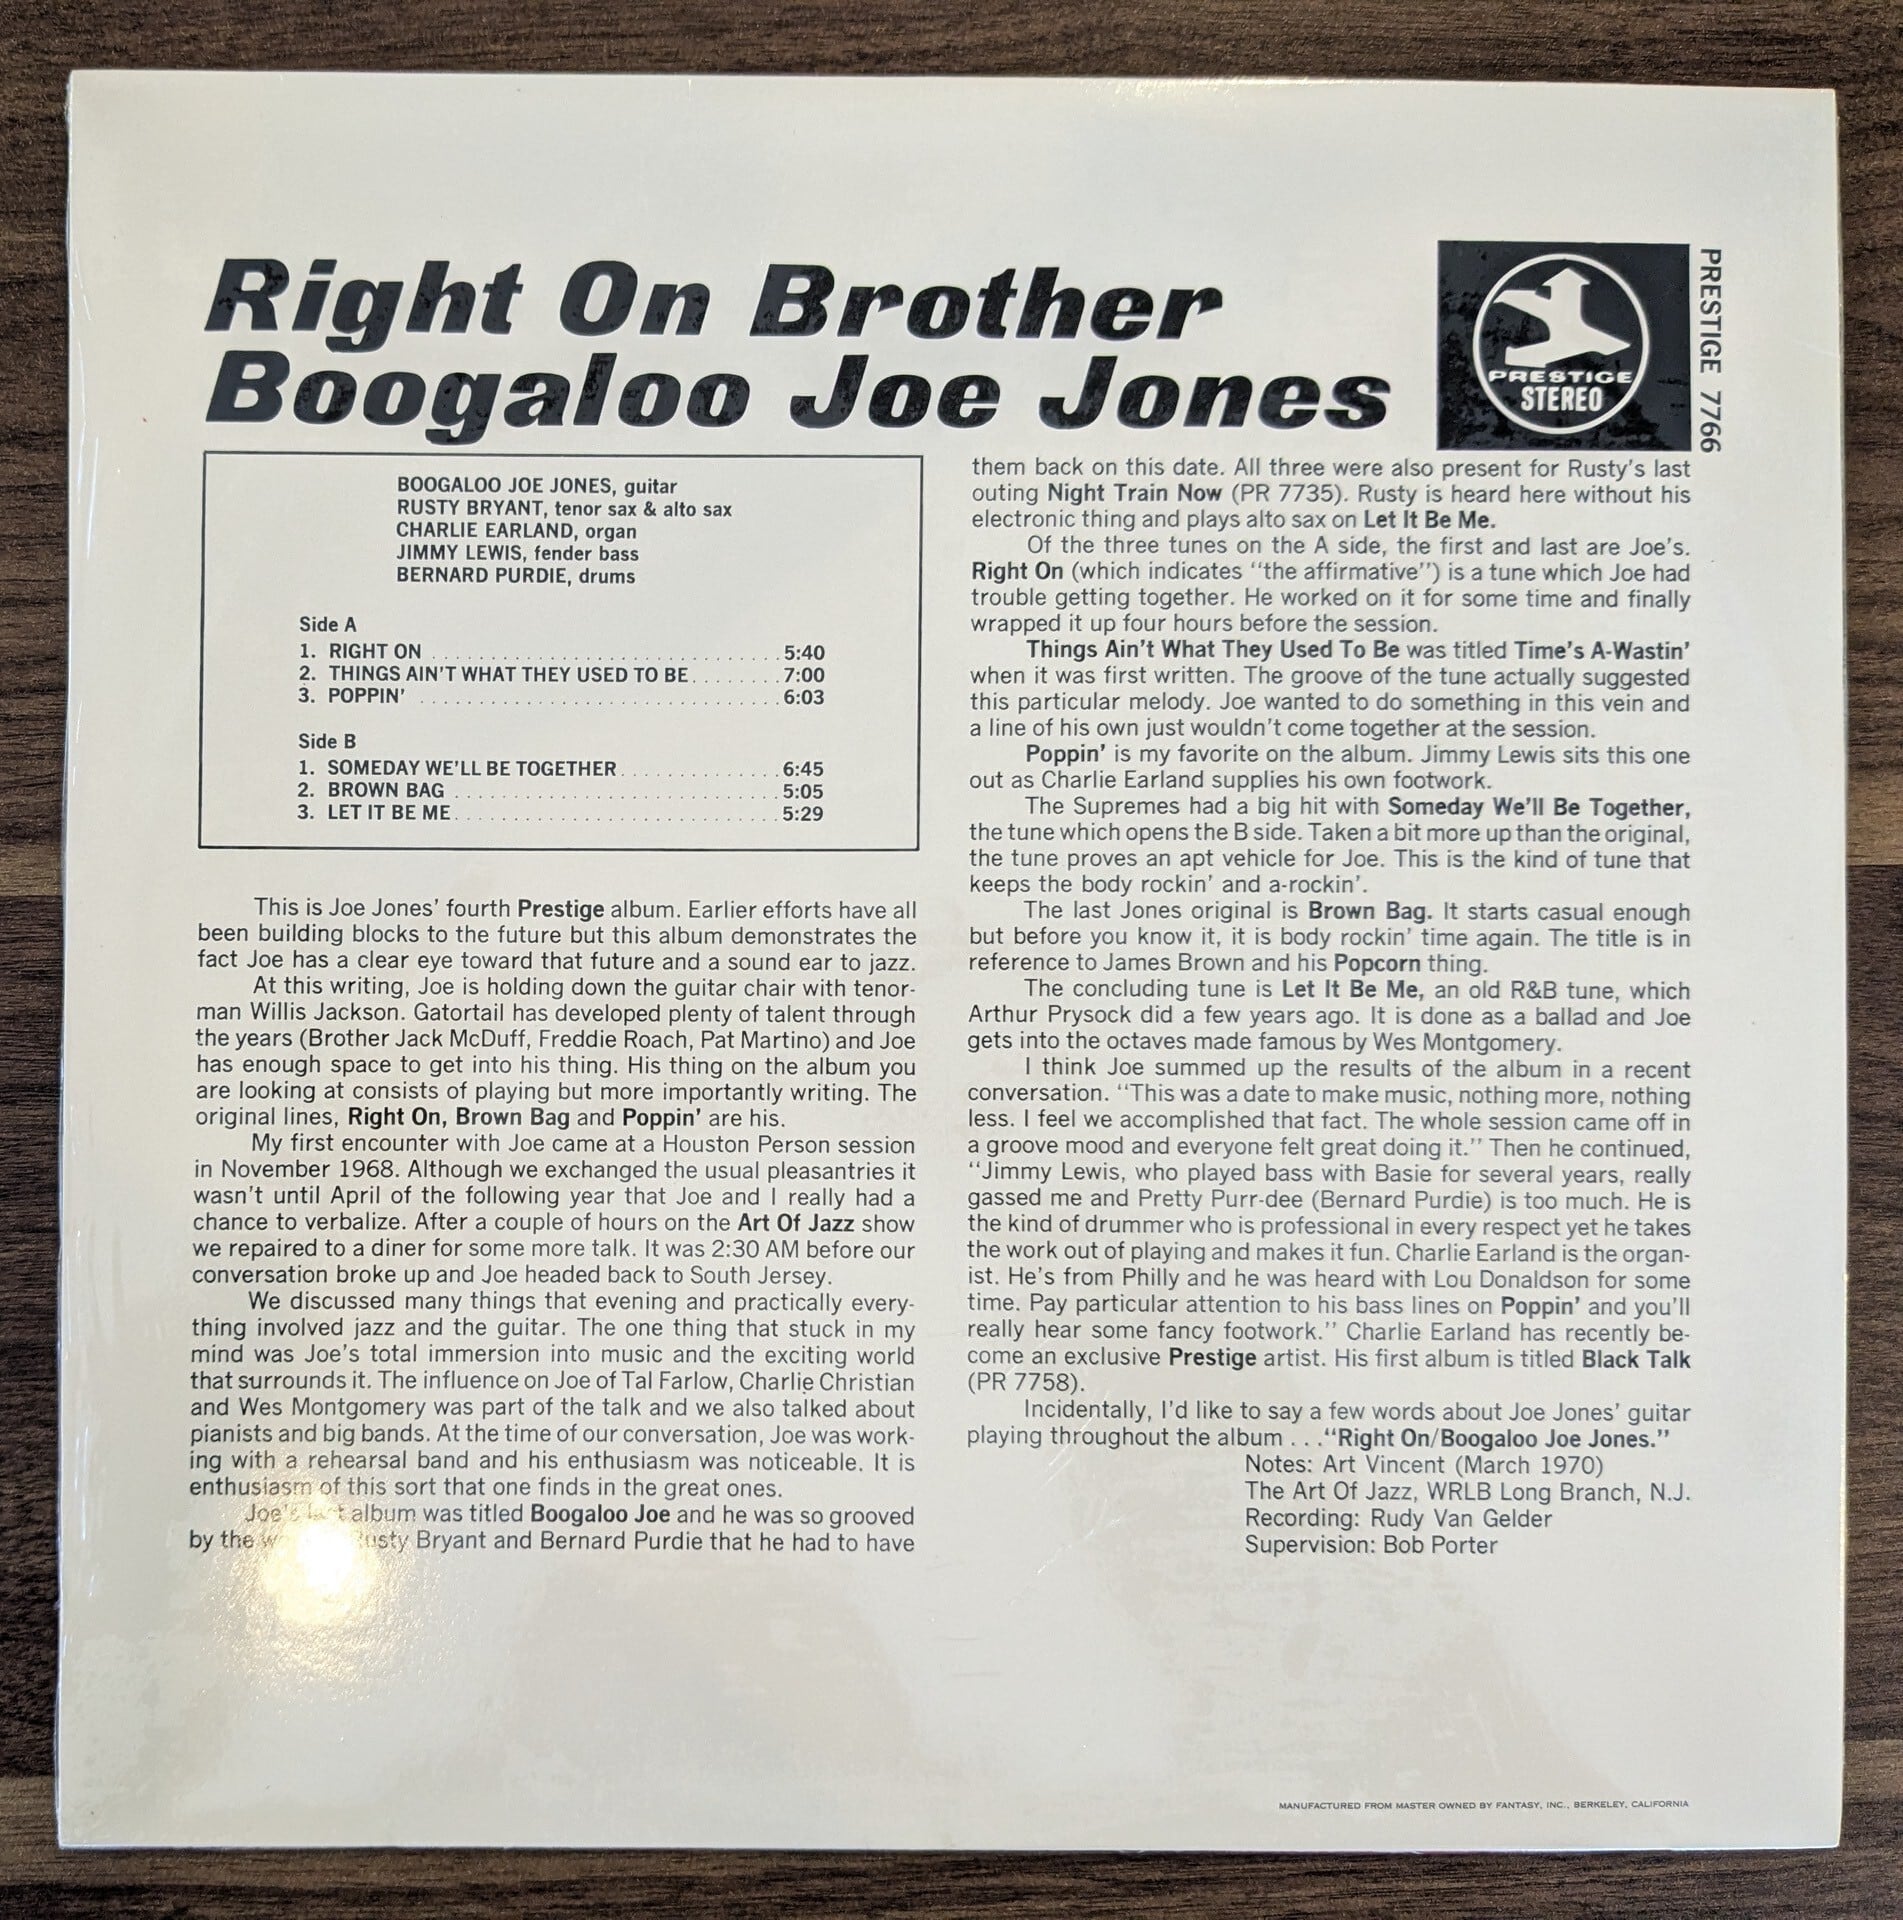 Right On Brother
Boogaloo Joe Jones
PRESTIGE
STEREO
PRESTIGE 7766
BOOGALOO JOE JONES, guitar
RUSTY BRYANT, tenor sax & alto sax
CHARLIE EARLAND, organ
JIMMY LEWIS, fender bass
BERNARD PURDIE, drums
Side A
1. RIGHT ON . . . . . . . . . . . . . . . . . . . . . . . . . . . . . 5:40
2. THINGS AIN'T WHAT THEY USED TO BE. . . . . . . . 7:00
3. POPPIN' . . . . . . . . . . . . . . . . . . . . . . . . . . . . . . . 6:03
Side B
1. SOMEDAY WE'LL BE TOGETHER. . . . . . . . . . . . . . 6:45
2. BROWN BAG . . . . . . . . . . . . . . . . . . . . . . . . . . . . 5:05
3. LET IT BE ME. . . . . . . . . . . . . . . . . . . . . . . . . . . . 5:29
This is Joe Jones' fourth Prestige album. Earlier efforts have all
been building blocks to the future but this album demonstrates the
fact Joe has a clear eye toward that future and a sound ear to jazz.
At this writing, Joe is holding down the guitar chair with tenor-
man Willis Jackson. Gatortail has developed plenty of talent through
the years (Brother Jack McDuff, Freddie Roach, Pat Martino) and Joe
has enough space to get into his thing. His thing on the album you
are looking at consists of playing but more importantly writing. The
original lines, Right On, Brown Bag and Poppin' are his.
My first encounter with Joe came at a Houston Person session
in November 1968. Although we exchanged the usual pleasantries it
wasn't until April of the following year that Joe and I really had a
chance to verbalize. After a couple of hours on the Art Of Jazz show
we repaired to a diner for some more talk. It was 2:30 AM before our
conversation broke up and Joe headed back to South Jersey.
We discussed many things that evening and practically every-
thing involved jazz and the guitar. The one thing that stuck in my
mind was Joe's total immersion into music and the exciting world
that surrounds it. The influence on Joe of Tal Farlow, Charlie Christian
and Wes Montgomery was part of the talk and we also talked about
pianists and big bands. At the time of our conversation, Joe was work-
ing with a rehearsal band and his enthusiasm was noticeable. It is
enthusiasm of this sort that one finds in the great ones.
Joe's last album was titled Boogaloo Joe and he was so grooved
by the Rusty Bryant and Bernard Purdie that he had to have
them back on this date. All three were also present for Rusty's last
outing Night Train Now (PR 7735). Rusty is heard here without his
electronic thing and plays alto sax on Let It Be Me.
Of the three tunes on the A side, the first and last are Joe's.
Right On (which indicates "the affirmative") is a tune which Joe had
trouble getting together. He worked on it for some time and finally
wrapped it up four hours before the session.
Things Ain't What They Used To Be was titled Time's A-Wastin'
when it was first written. The groove of the tune actually suggested
this particular melody. Joe wanted to do something in this vein and
a line of his own just wouldn't come together at the session.
Poppin' is my favorite on the album. Jimmy Lewis sits this one
out as Charlie Earland supplies his own footwork.
The Supremes had a big hit with Someday We'll Be Together,
the tune which opens the B side. Taken a bit more up than the original,
the tune proves an apt vehicle for Joe. This is the kind of tune that
keeps the body rockin' and a-rockin'.
The last Jones original is Brown Bag. It starts casual enough
but before you know it, it is body rockin' time again. The title is in
reference to James Brown and his Popcorn thing.
The concluding tune is Let It Be Me, an old R&B tune, which
Arthur Prysock did a few years ago. It is done as a ballad and Joe
gets into the octaves made famous by Wes Montgomery.
I think Joe summed up the results of the album in a recent
conversation. "This was a date to make music, nothing more, nothing
less. I feel we accomplished that fact. The whole session came off in
a groove mood and everyone felt great doing it." Then he continued,
"Jimmy Lewis, who played bass with Basie for several years, really
gassed me and Pretty Purr-dee (Bernard Purdie) is too much. He is
the kind of drummer who is professional in every respect yet he takes
the work out of playing and makes it fun. Charlie Earland is the organ-
ist. He's from Philly and he was heard with Lou Donaldson for some
time. Pay particular attention to his bass lines on Poppin' and you'll
really hear some fancy footwork." Charlie Earland has recently be-
come an exclusive Prestige artist. His first album is titled Black Talk
(PR 7758).
Incidentally, I'd like to say a few words about Joe Jones' guitar
playing throughout the album . . ."Right On/Boogaloo Joe Jones."
Notes: Art Vincent (March 1970)
The Art Of Jazz, WRLB Long Branch, N.J.
Recording: Rudy Van Gelder
Supervision: Bob Porter
MANUFACTURED FROM MASTER OWNED BY FANTASY, INC., BERKELEY, CALIFORNIA